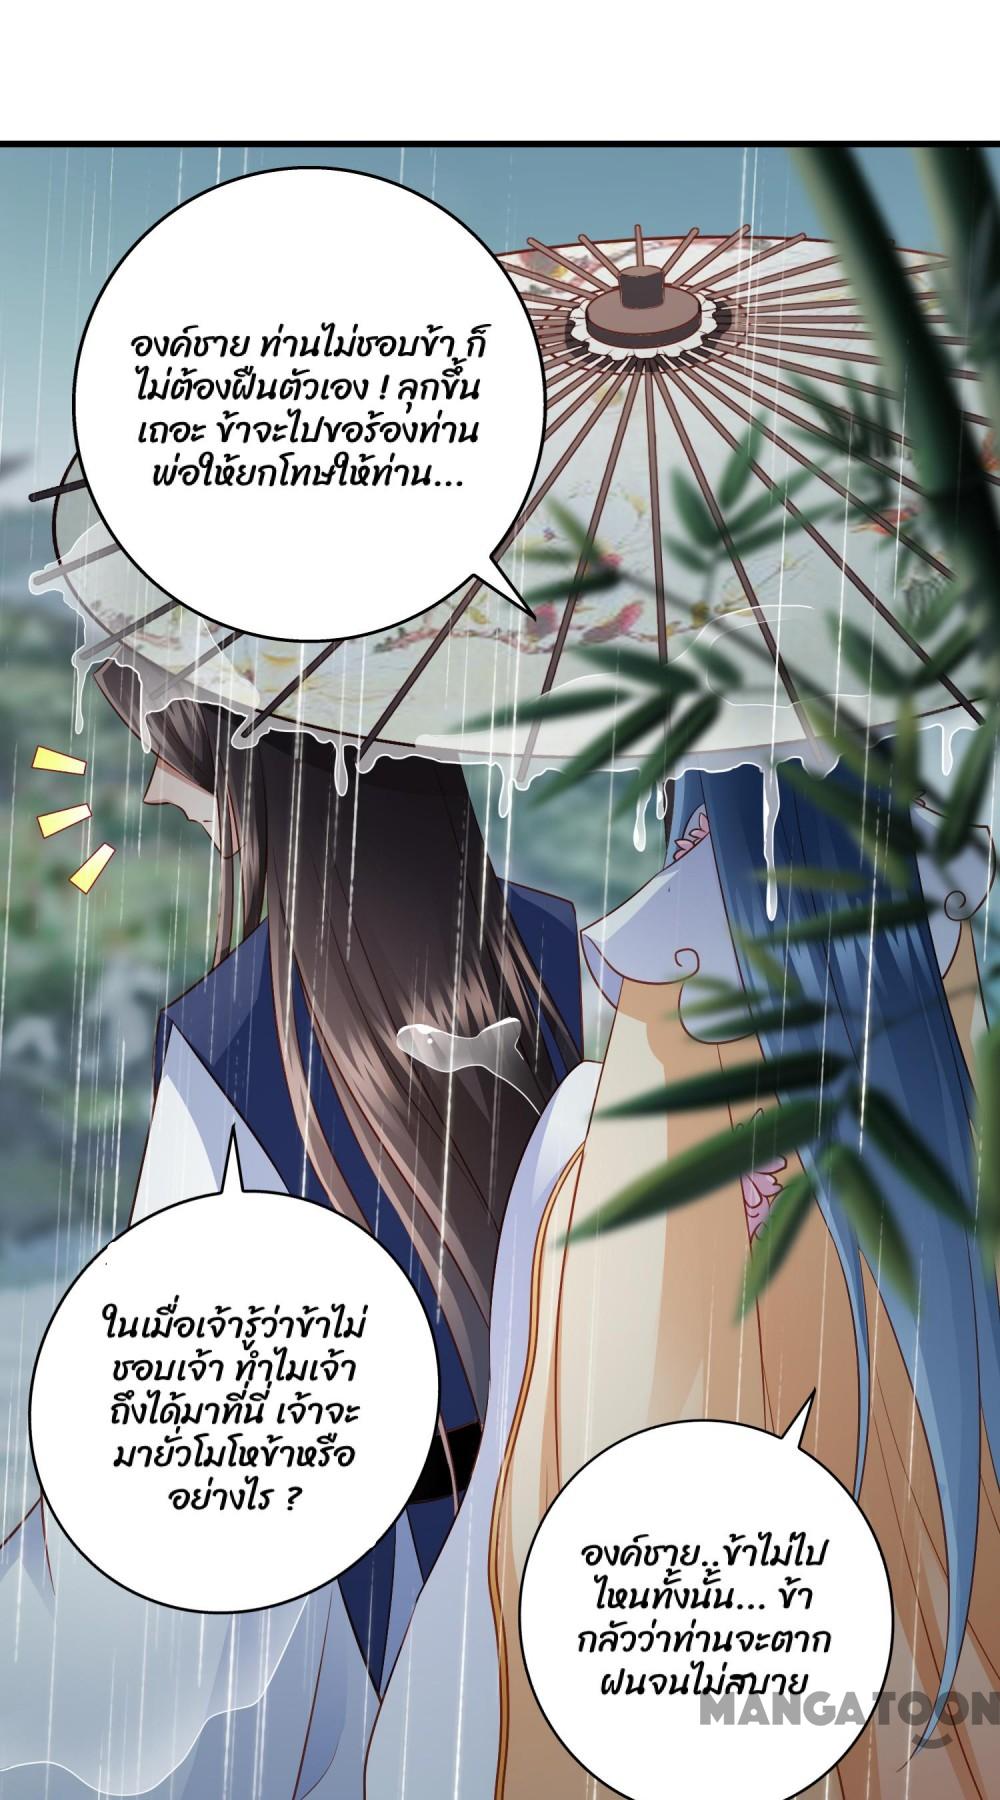 องค์ชาย ท่านไม่ชอบข้า ก็
ไม่ต้องฝืนตัวเอง ! ลุกขึ้น
เถอะ ข้าจะไปขอร้องท่าน
พ่อให้ยกโทษให้ท่าน...
ในเมื่อเจ้ารู้ว่าข้าไม่
ชอบเจ้า ทำไมเจ้า
ถึงได้มาที่นี่ เจ้าจะ
มายั่วโมโหข้าหรือ
อย่างไร ?
องค์ชาย..ข้าไม่ไป
ไหนทั้งนั้น... ข้า
กลัวว่าท่านจะตาก
ฝนจนไม่สบาย
MANGATOON